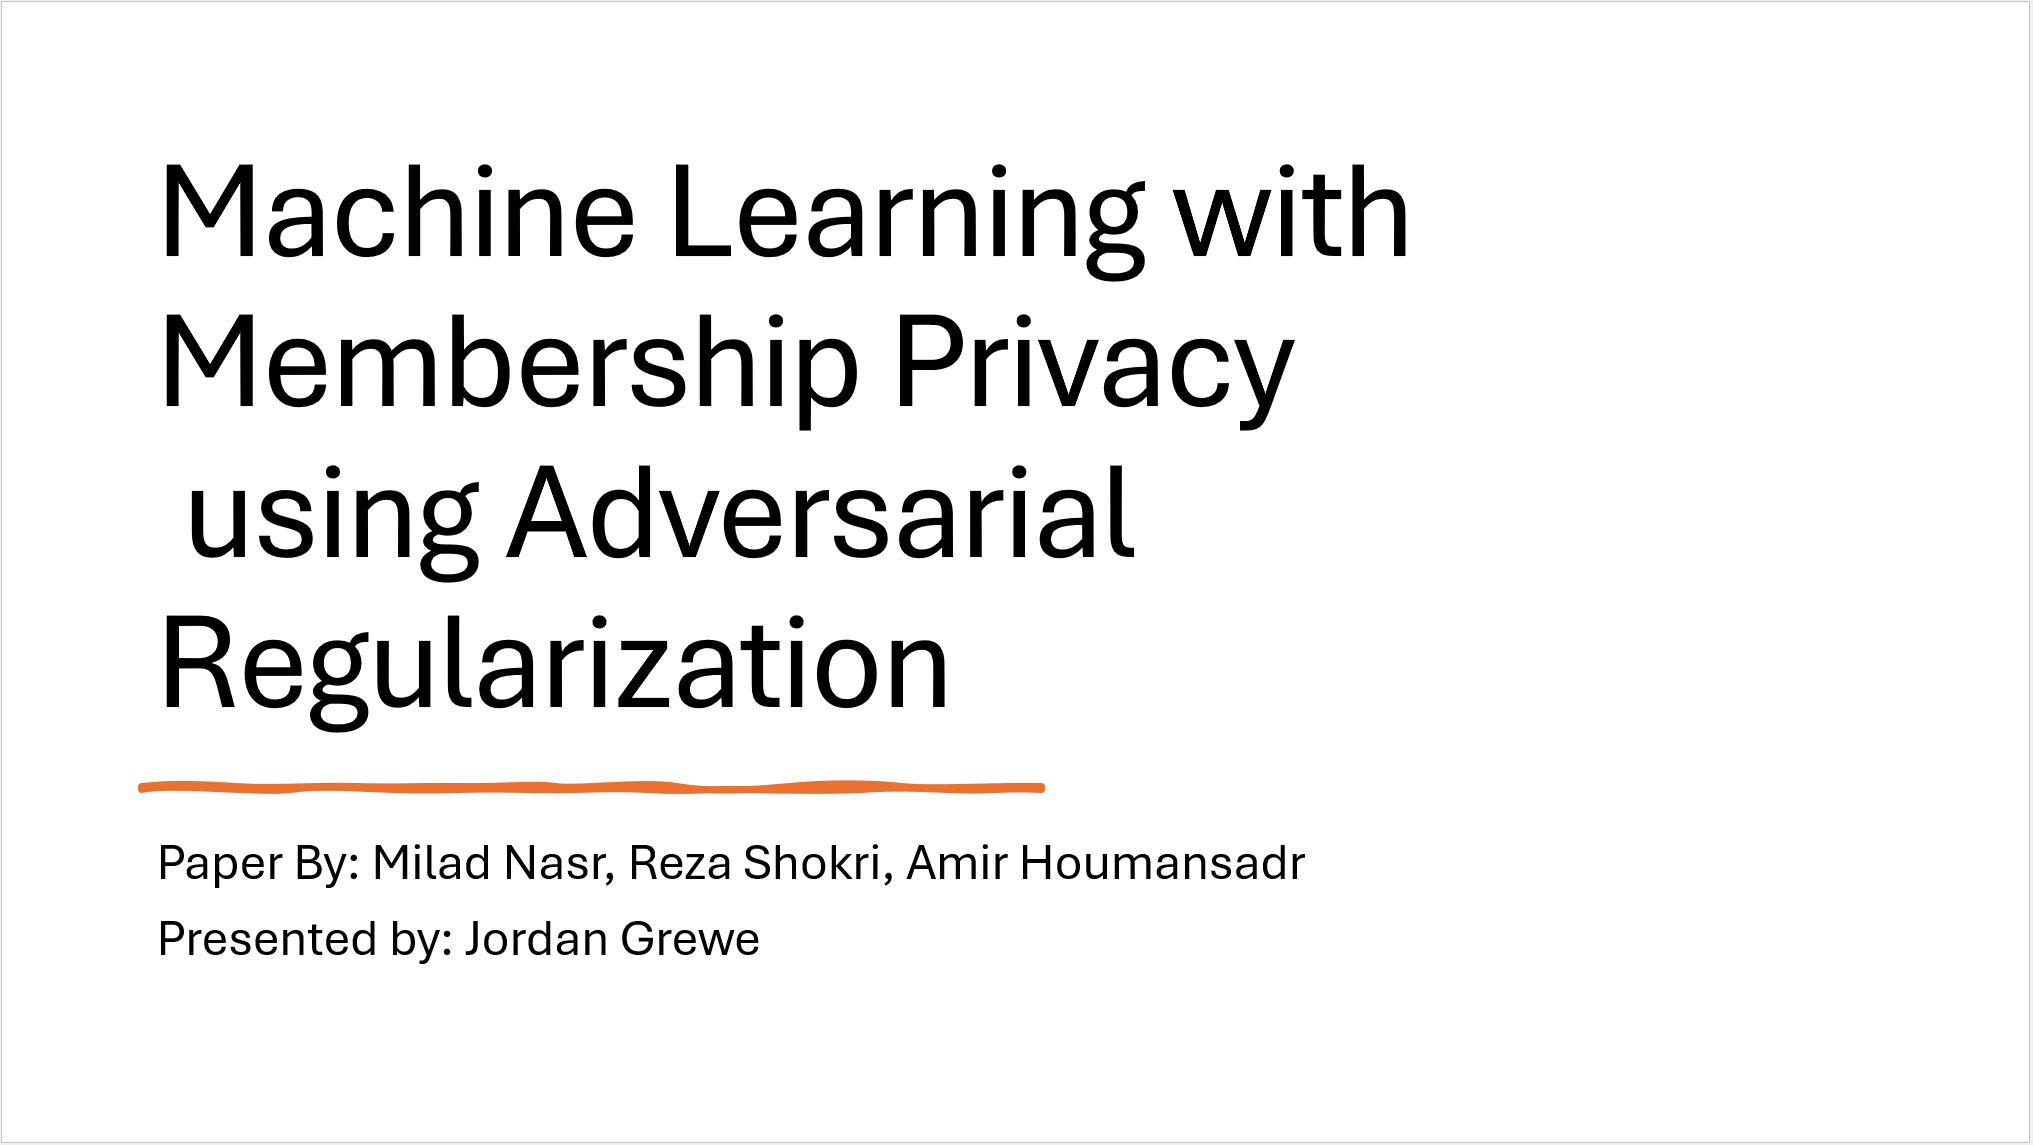 Machine Learning with
Membership Privacy
using Adversarial
Regularization
Paper By: Milad Nasr, Reza Shokri, Amir Houmansadr
Presented by: Jordan Grewe